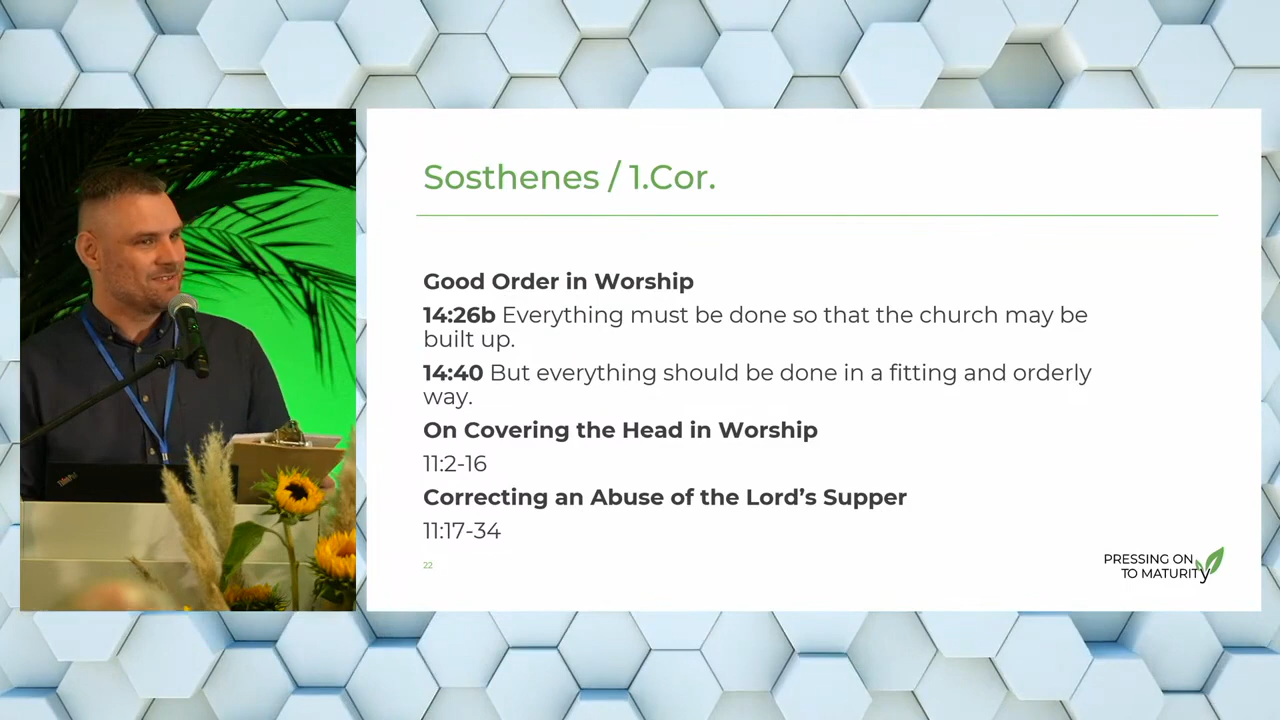 Sosthenes / 1.Cor.
Good Order in Worship
14:26b Everything must be done so that the church may be
built up.
14:40 But everything should be done in a fitting and orderly
way.
On Covering the Head in Worship
11:2-16
Correcting an Abuse of the Lord's Supper
11:17-34
22
PRESSING ON
TO MATURITY
ThinkPad